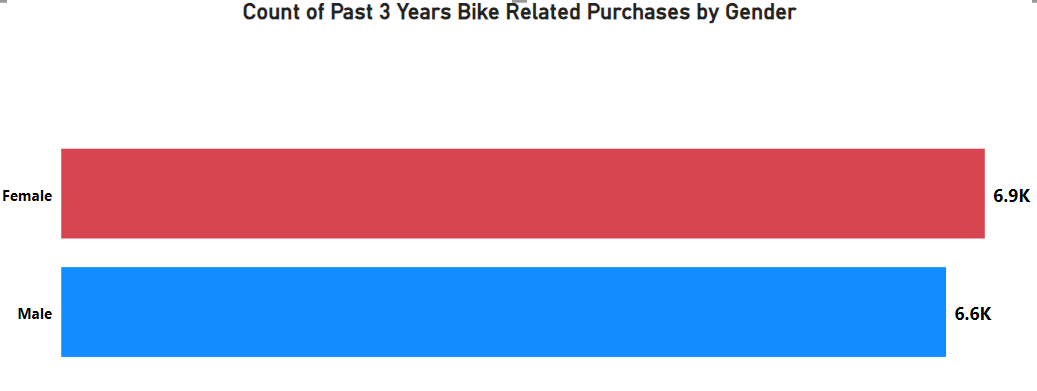 Count of Past 3 Years Bike Related Purchases by Gender
Female 6.9K
Male 6.6K